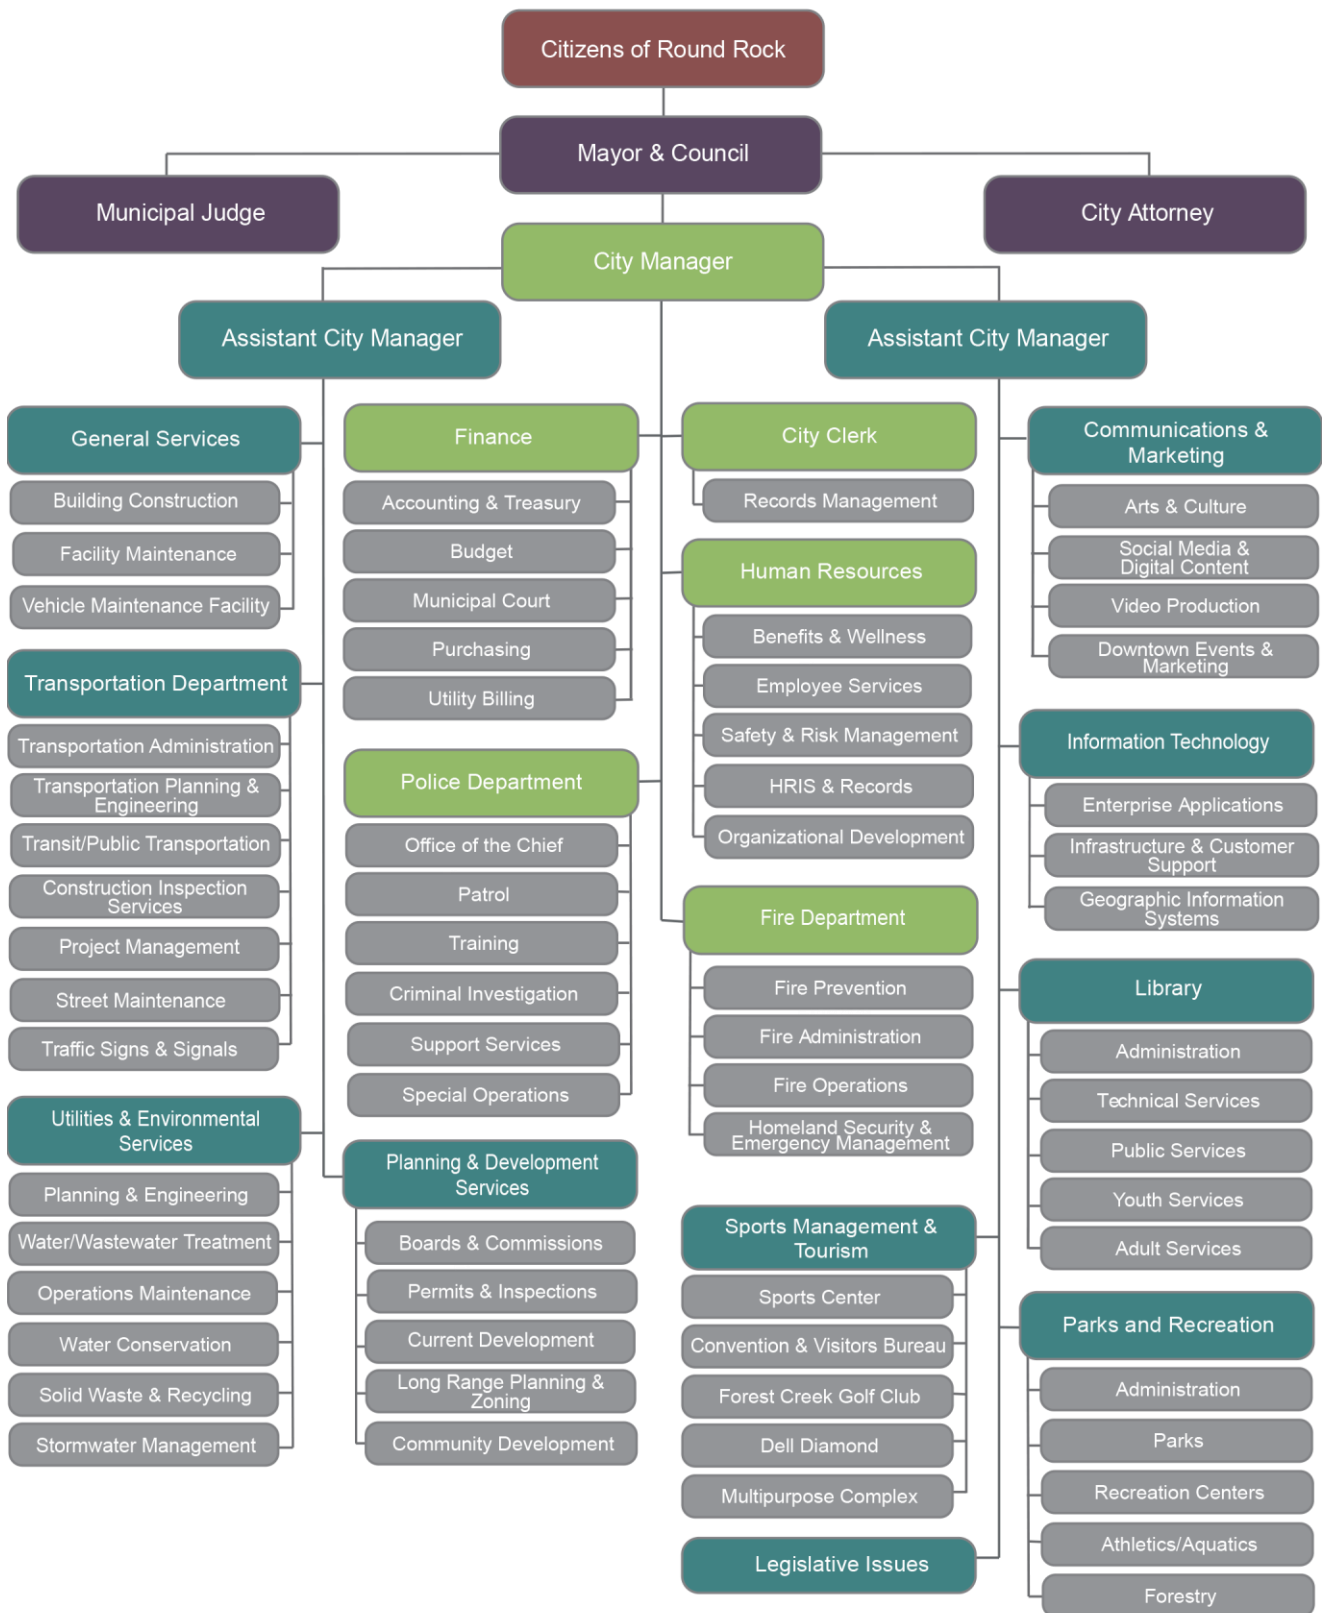 Citizens of Round Rock
Mayor & Council
Municipal Judge
City Attorney
City Manager
Assistant City Manager
Assistant City Manager
General Services
Building Construction
Facility Maintenance
Vehicle Maintenance Facility
Transportation Department
Transportation Administration
Transportation Planning &
Engineering
Transit/Public Transportation
Construction Inspection
Services
Project Management
Street Maintenance
Traffic Signs & Signals
Utilities & Environmental
Services
Planning & Engineering
Water/Wastewater Treatment
Operations Maintenance
Water Conservation
Solid Waste & Recycling
Stormwater Management
Finance
Accounting & Treasury
Budget
Municipal Court
Purchasing
Utility Billing
Police Department
Office of the Chief
Patrol
Training
Criminal Investigation
Support Services
Special Operations
Planning & Development
Services
Boards & Commissions
Permits & Inspections
Current Development
Long Range Planning &
Zoning
Community Development
City Clerk
Records Management
Human Resources
Benefits & Wellness
Employee Services
Safety & Risk Management
HRIS & Records
Organizational Development
Fire Department
Fire Prevention
Fire Administration
Fire Operations
Homeland Security &
Emergency Management
Sports Management &
Tourism
Sports Center
Convention & Visitors Bureau
Forest Creek Golf Club
Dell Diamond
Multipurpose Complex
Legislative Issues
Communications &
Marketing
Arts & Culture
Social Media &
Digital Content
Video Production
Downtown Events &
Marketing
Information Technology
Enterprise Applications
Infrastructure & Customer
Support
Geographic Information
Systems
Library
Administration
Technical Services
Public Services
Youth Services
Adult Services
Parks and Recreation
Administration
Parks
Recreation Centers
Athletics/Aquatics
Forestry